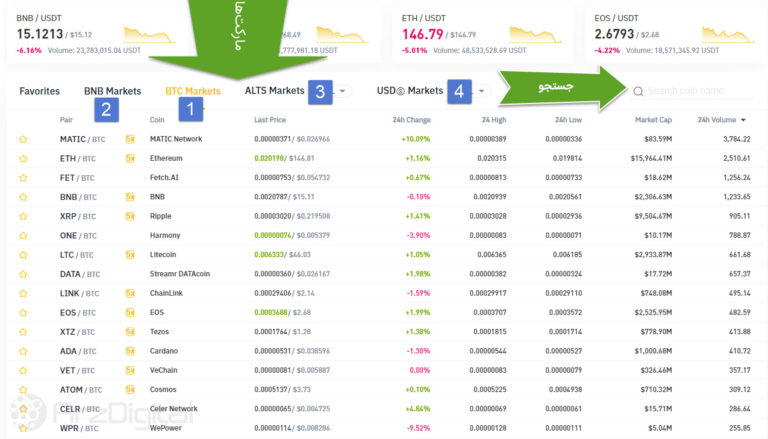 BNB / USDT
15.1213 / $15.12
-6.16% Volume: 23,783,015.04 USDT
مارکت‌ها
,777,981.18 USDT
ETH / USDT
146.79 / $146.79
-5.01% Volume: 48,533,528.69 USDT
EOS / USDT
2.6793 / $2.68
-4.22% Volume: 18,571,345.92 USDT
Favorites BNB Markets BTC Markets ALTS Markets 3 USDⓈ Markets 4 جستجو Search coin name
2 1
Pair Coin Last Price 24h Change 24 High 24h Low Market Cap 24h Volume
MATIC / BTC 5x MATIC Network 0.00000371/ $0.026966 +10.09% 0.00000389 0.00000336 $83.59M 3,784.22
ETH / BTC 5x Ethereum 0.020198/ $146.81 +1.16% 0.020315 0.019814 $15,964.41M 2,510.61
FET / BTC Fetch.AI 0.00000753/ $0.054732 +0.67% 0.00000813 0.00000733 $18.62M 1,256.24
BNB / BTC 5x BNB 0.0020787/ $15.11 -0.10% 0.0020939 0.0020561 $2,306.63M 1,233.65
XRP / BTC 5x Ripple 0.00003020/ $0.219508 +1.41% 0.00003028 0.00002936 $9,504.67M 905.11
ONE / BTC Harmony 0.00000074/ $0.005379 -3.90% 0.00000083 0.00000071 $10.17M 788.87
LTC / BTC 5x Litecoin 0.006333/ $46.03 +1.05% 0.006365 0.006185 $2,933.87M 661.68
DATA / BTC Streamr DATAcoin 0.00000360/ $0.026167 +1.98% 0.00000382 0.00000324 $17.72M 657.37
LINK / BTC 5x ChainLink 0.00029406/ $2.14 -1.59% 0.00029917 0.00029110 $748.08M 495.14
EOS / BTC 5x EOS 0.0003688/ $2.68 +1.99% 0.0003707 0.0003572 $2,525.95M 482.59
XTZ / BTC 5x Tezos 0.0001764/ $1.28 +1.38% 0.0001815 0.0001714 $778.90M 413.88
ADA / BTC 5x Cardano 0.00000531/ $0.038596 -1.30% 0.00000544 0.00000527 $1,000.68M 410.72
VET / BTC 5x VeChain 0.00000081/ $0.005887 0.00% 0.00000083 0.00000079 $326.46M 357.17
ATOM / BTC 5x Cosmos 0.0005137/ $3.73 +0.10% 0.0005225 0.0004938 $710.32M 309.12
CELR / BTC Celer Network 0.00000065/ $0.004725 +4.84% 0.00000069 0.00000061 $15.71M 286.64
WPR / BTC WePower 0.00000114/ $0.008286 -9.52% 0.00000128 0.00000111 $5.04M 255.85
ArzDigital